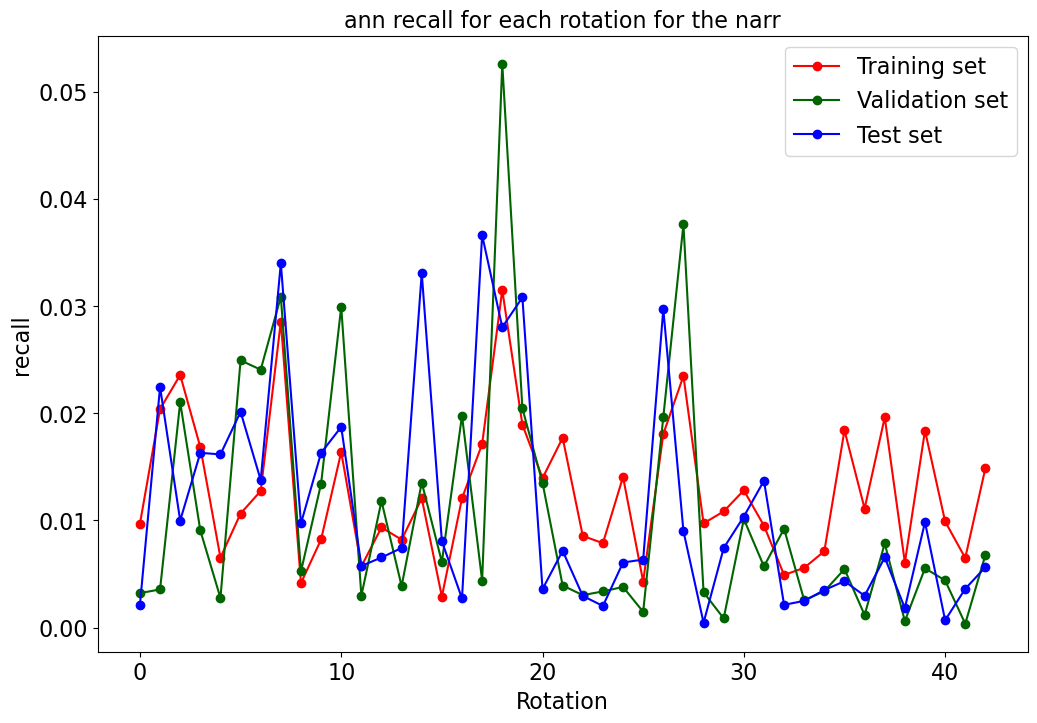 ann recall for each rotation for the narr
Training set
Validation set
Test set
recall
0.05
0.04
0.03
0.02
0.01
0.00
0 10 20 30 40
Rotation